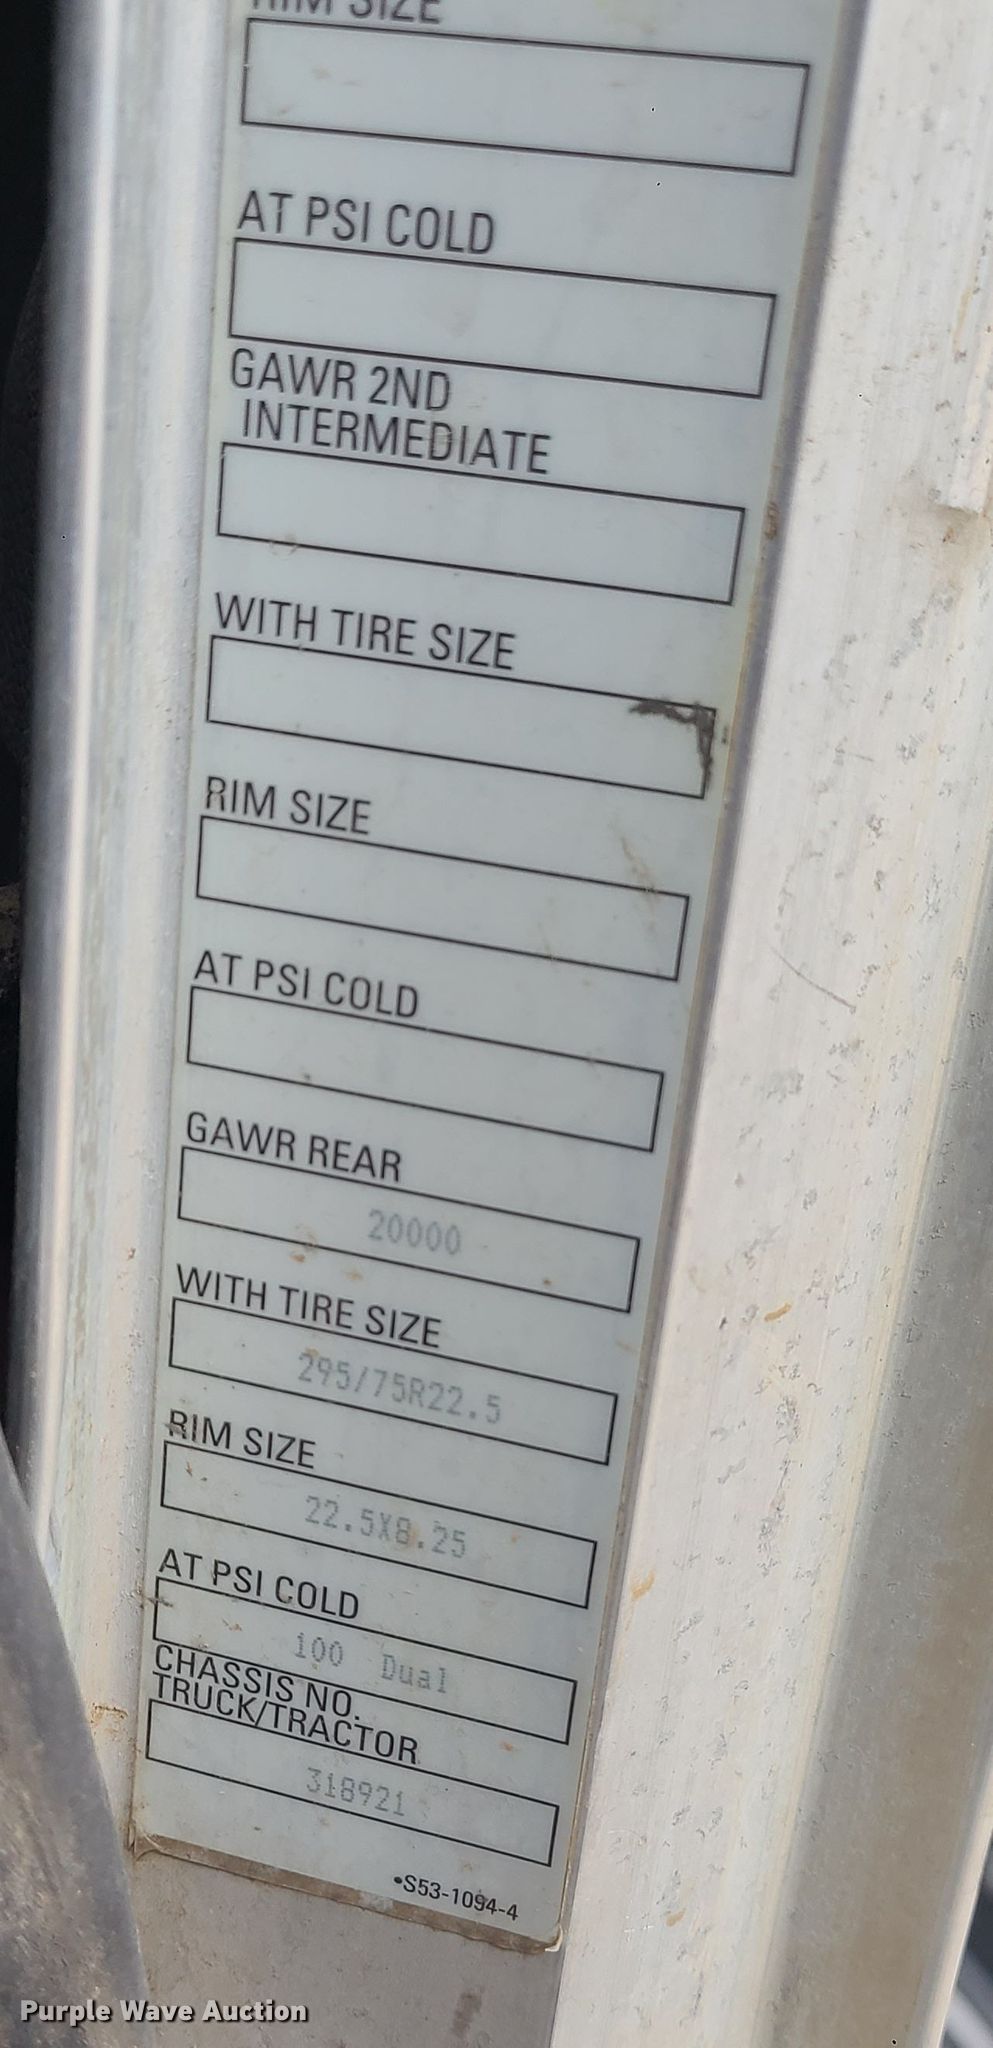 RIM SIZE
AT PSI COLD
GAWR 2ND
INTERMEDIATE
WITH TIRE SIZE
RIM SIZE
AT PSI COLD
GAWR REAR
20000
WITH TIRE SIZE
295/75R22.5
RIM SIZE
22.5X8.25
AT PSI COLD
100 Dual
CHASSIS NO.
TRUCK/TRACTOR
318921
•S53-1094-4
Purple Wave Auction